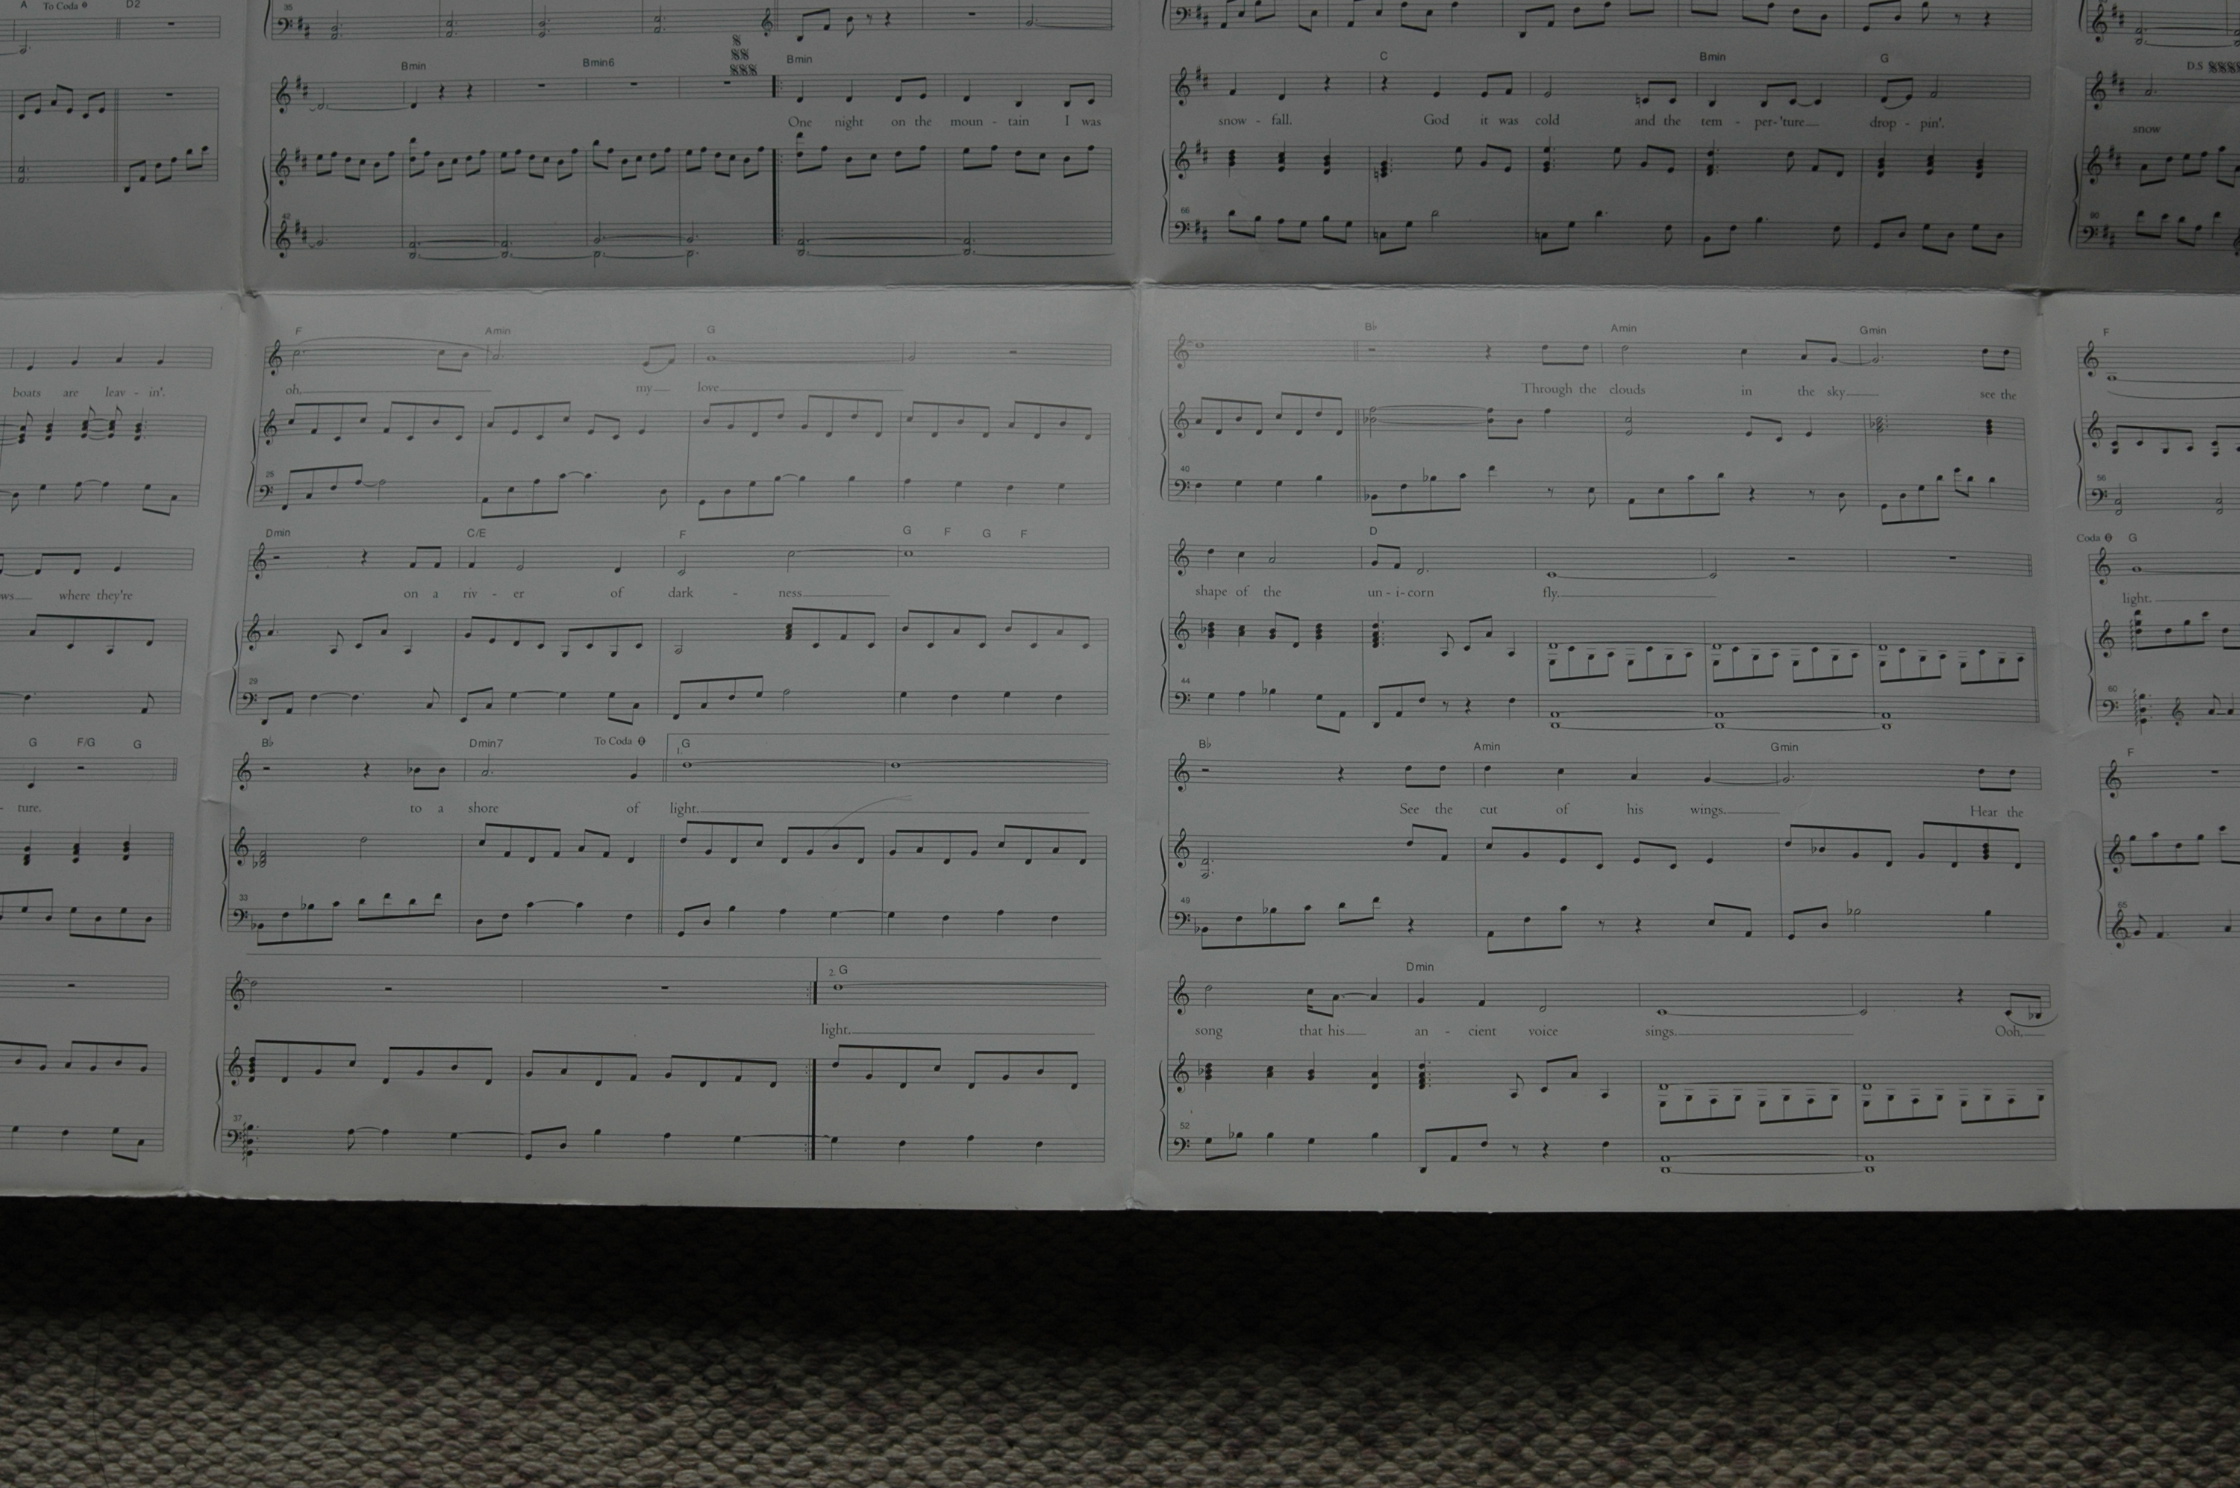 A To Coda D2
35
Bmin Bmin6 Bmin
One night on the moun - tain I was
42
C Bmin G
snow - fall. God it was cold and the tem - per-'ture drop - pin'.
66
D.S
snow
80
boats are leav - in'.
where they're
G F/G G
- ture.
F Amin G
oh, my love
25
Dmin C/E F G F G F
on a riv - er of dark - ness
29
B♭ Dmin7 To Coda 1. G
to a shore of light.
33
2. G
light.
37
B♭ Amin Gmin
Through the clouds in the sky see the
40
D
shape of the un - i - corn fly.
44
B♭ Amin Gmin
See the cut of his wings. Hear the
49
Dmin
song that his an - cient voice sings. Ooh,
52
F
56
Coda G
light.
60
F
65